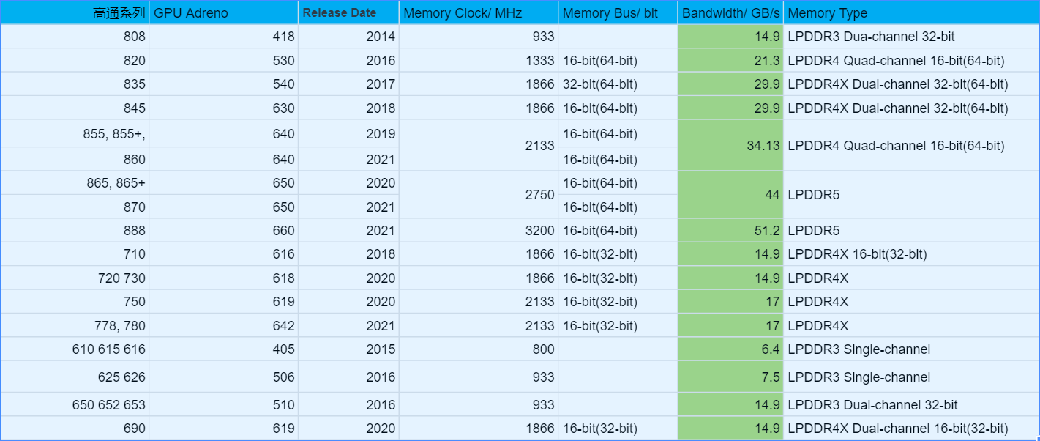 高通系列 GPU Adreno Release Date Memory Clock/ MHz Memory Bus/ bit Bandwidth/ GB/s Memory Type
808 418 2014 933 14.9 LPDDR3 Dua-channel 32-bit
820 530 2016 1333 16-bit(64-bit) 21.3 LPDDR4 Quad-channel 16-bit(64-bit)
835 540 2017 1866 32-bit(64-bit) 29.9 LPDDR4X Dual-channel 32-bit(64-bit)
845 630 2018 1866 16-bit(64-bit) 29.9 LPDDR4X Dual-channel 32-bit(64-bit)
855, 855+, 640 2019 2133 16-bit(64-bit) 34.13 LPDDR4 Quad-channel 16-bit(64-bit)
860 640 2021 16-bit(64-bit)
865, 865+ 650 2020 2750 16-bit(64-bit) 44 LPDDR5
870 650 2021 16-bit(64-bit)
888 660 2021 3200 16-bit(64-bit) 51.2 LPDDR5
710 616 2018 1866 16-bit(32-bit) 14.9 LPDDR4X 16-bit(32-bit)
720 730 618 2020 1866 16-bit(32-bit) 14.9 LPDDR4X
750 619 2020 2133 16-bit(32-bit) 17 LPDDR4X
778, 780 642 2021 2133 16-bit(32-bit) 17 LPDDR4X
610 615 616 405 2015 800 6.4 LPDDR3 Single-channel
625 626 506 2016 933 7.5 LPDDR3 Single-channel
650 652 653 510 2016 933 14.9 LPDDR3 Dual-channel 32-bit
690 619 2020 1866 16-bit(32-bit) 14.9 LPDDR4X Dual-channel 16-bit(32-bit)